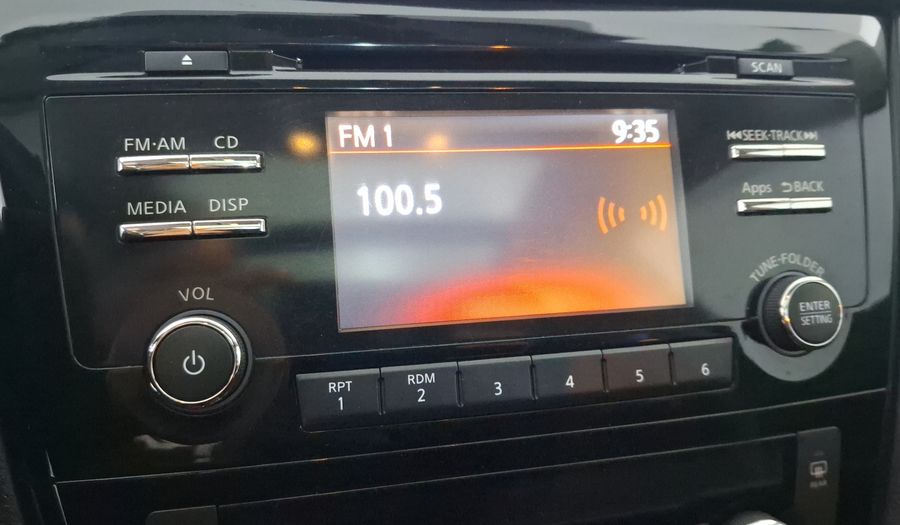 SCAN
FM·AM CD
FM 1 9:35
SEEK·TRACK
100.5
MEDIA DISP
Apps BACK
VOL
TUNE·FOLDER
ENTER
SETTING
RPT
1
RDM
2
3
4
5
6
REAR